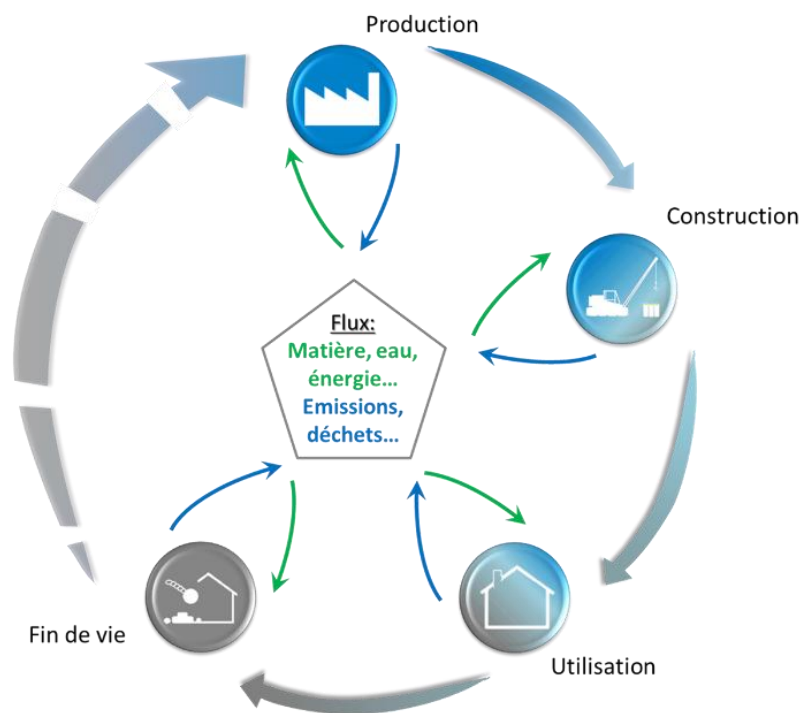 Production
Construction
Flux:
Matière, eau,
énergie...
Emissions,
déchets...
Fin de vie
Utilisation